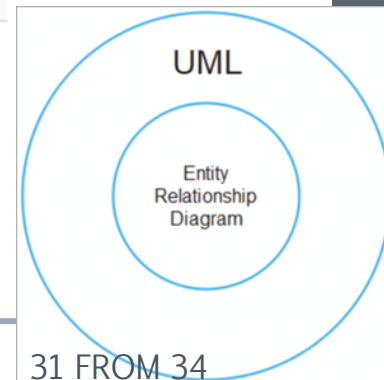 UML
Entity
Relationship
Diagram
31 FROM 34